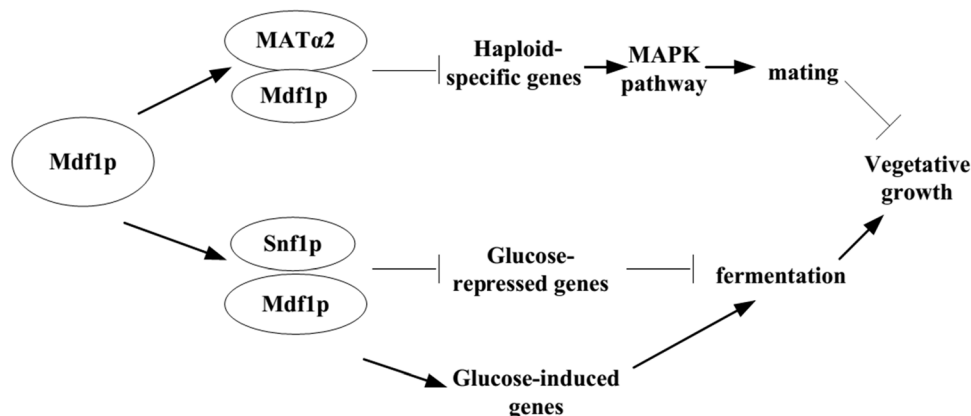 MATα2
Mdf1p
Haploid-
specific genes
MAPK
pathway
mating
Mdf1p
Vegetative
growth
Snf1p
Mdf1p
Glucose-
repressed genes
fermentation
Glucose-induced
genes